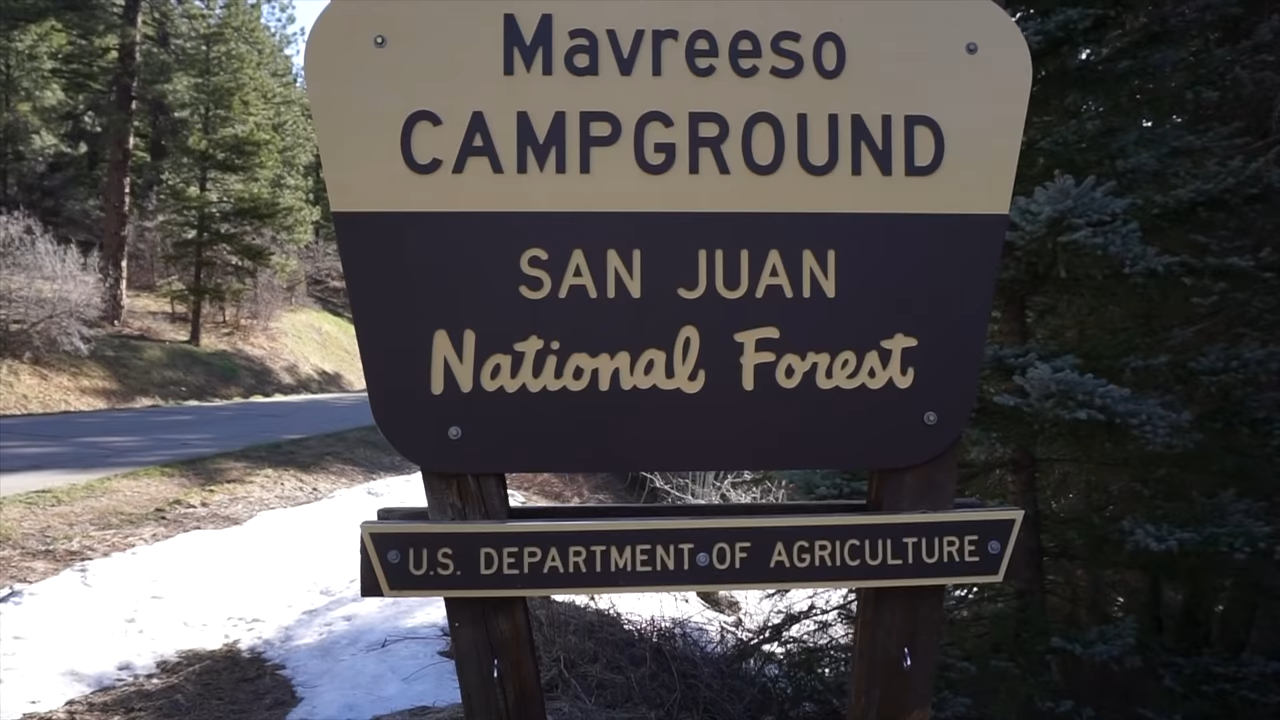 Mavreeso
CAMPGROUND
SAN JUAN
National Forest
U.S. DEPARTMENT OF AGRICULTURE